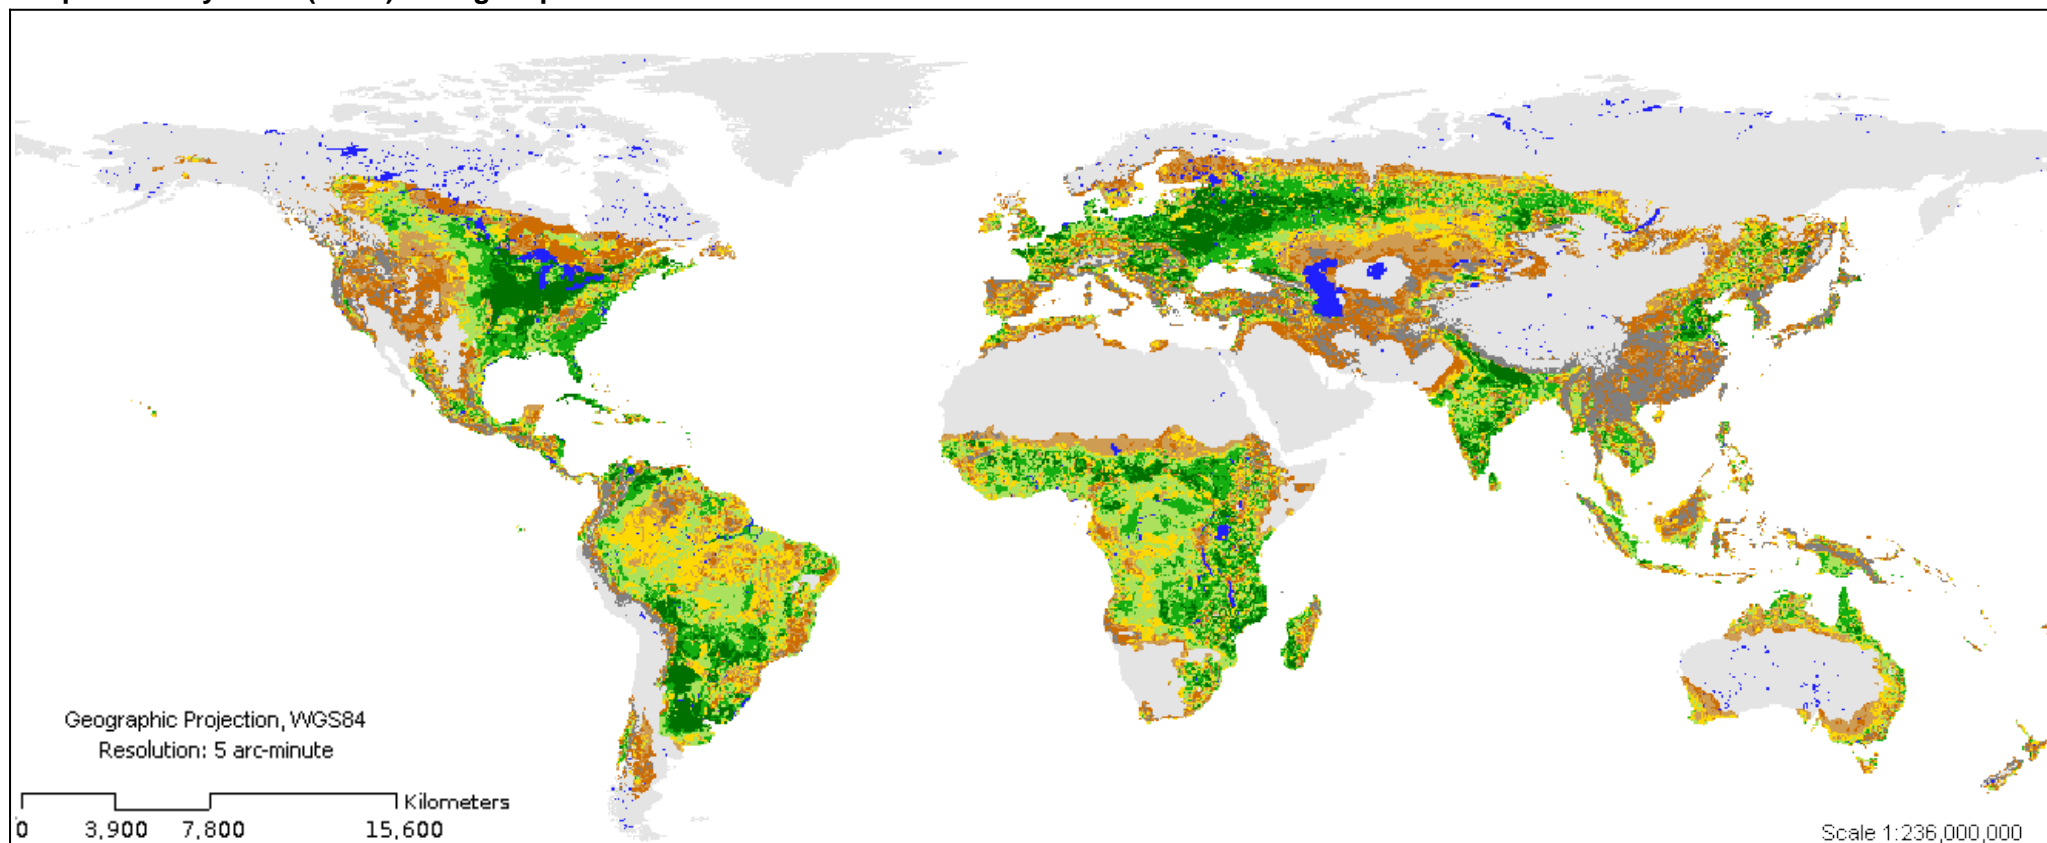 Geographic Projection, WGS84
Resolution: 5 arc-minute
Kilometers
0 3,900 7,800 15,600
Scale 1:236,000,000